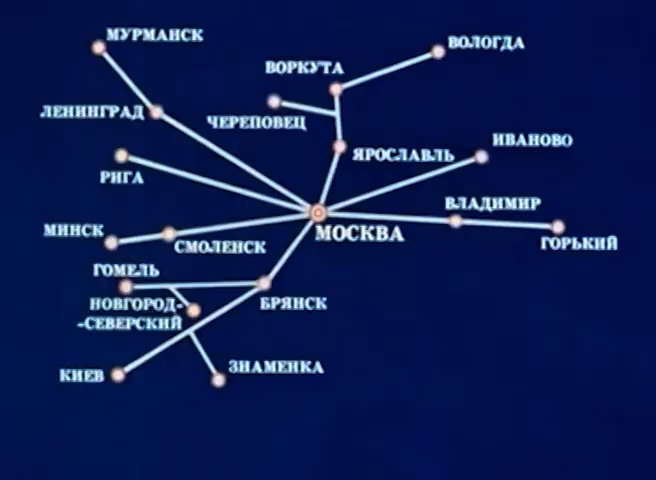 МУРМАНСК
ВОЛОГДА
ВОРКУТА
ЛЕНИНГРАД
ЧЕРЕПОВЕЦ
ИВАНОВО
ЯРОСЛАВЛЬ
РИГА
ВЛАДИМИР
МИНСК
МОСКВА
ГОРЬКИЙ
СМОЛЕНСК
ГОМЕЛЬ
НОВГОРОД-
-СЕВЕРСКИЙ
БРЯНСК
ЗНАМЕНКА
КИЕВ